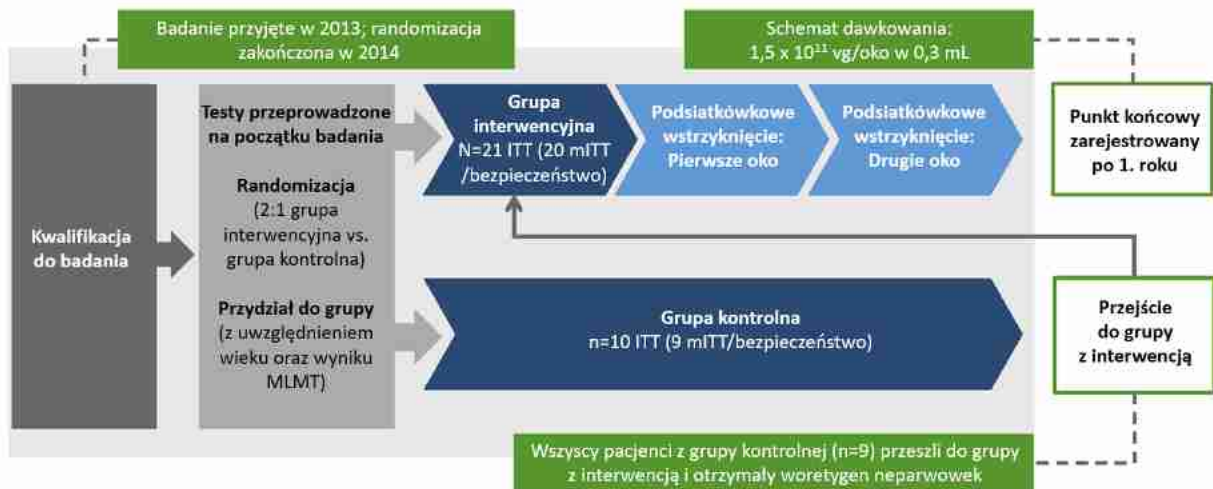 Badanie przyjęte w 2013; randomizacja
zakończona w 2014
Schemat dawkowania:
1,5 x 10¹¹ vg/oko w 0,3 mL
Kwalifikacja
do badania
Testy przeprowadzone
na początku badania
Randomizacja
(2:1 grupa
interwencyjna vs.
grupa kontrolna)
Przydział do grupy
(z uwzględnieniem
wieku oraz wyniku
MLMT)
Grupa
interwencyjna
N=21 ITT (20 mITT
/bezpieczeństwo)
Podsiatkówkowe
wstrzyknięcie:
Pierwsze oko
Podsiatkówkowe
wstrzyknięcie:
Drugie oko
Punkt końcowy
zarejestrowany
po 1. roku
Grupa kontrolna
n=10 ITT (9 mITT/bezpieczeństwo)
Przejście
do grupy
z interwencją
Wszyscy pacjenci z grupy kontrolnej (n=9) przeszli do grupy
z interwencją i otrzymały woretygen neparwowek